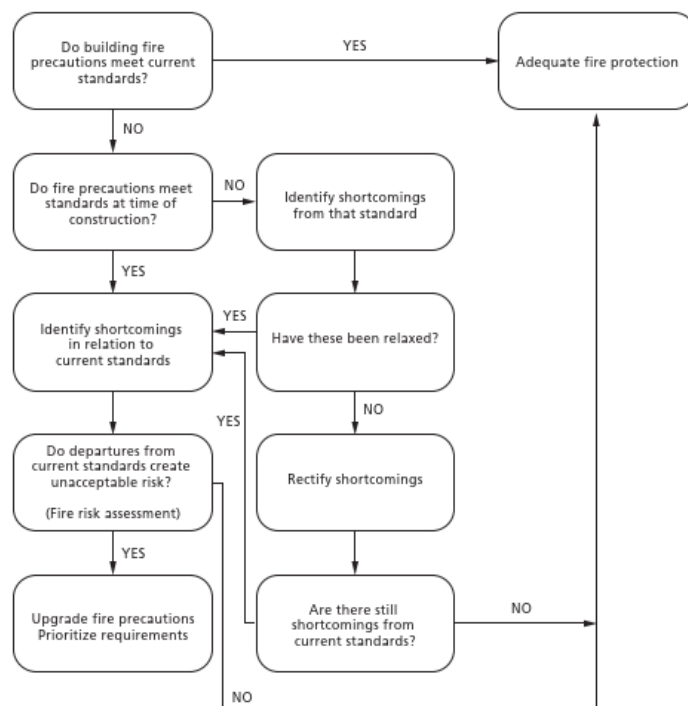 Do building fire
precautions meet current
standards?
YES
Adequate fire protection
NO
Do fire precautions meet
standards at time of
construction?
NO
Identify shortcomings
from that standard
YES
Identify shortcomings
in relation to
current standards
YES
Have these been relaxed?
YES
NO
Do departures from
current standards create
unacceptable risk?
(Fire risk assessment)
Rectify shortcomings
YES
Upgrade fire precautions
Prioritize requirements
Are there still
shortcomings from
current standards?
NO
NO